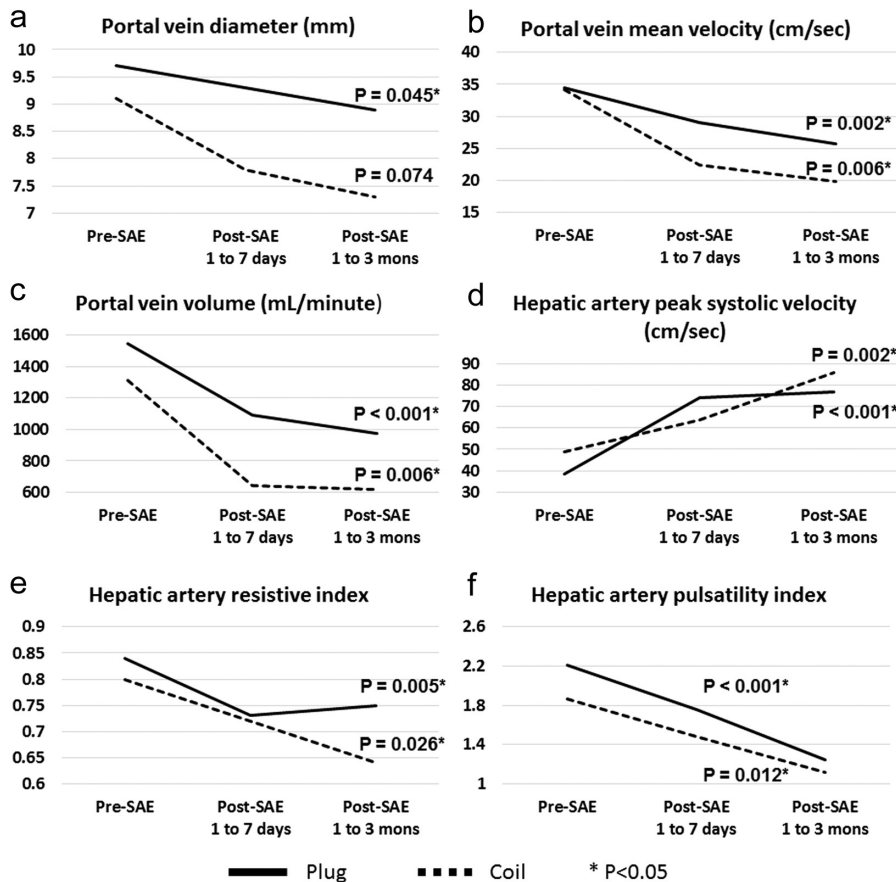 a
Portal vein diameter (mm)
10
9.5
9
8.5
8
7.5
7
P = 0.045*
P = 0.074
Pre-SAE
Post-SAE
1 to 7 days
Post-SAE
1 to 3 mons
b
Portal vein mean velocity (cm/sec)
40
35
30
25
20
15
P = 0.002*
P = 0.006*
Pre-SAE
Post-SAE
1 to 7 days
Post-SAE
1 to 3 mons
c
Portal vein volume (mL/minute)
1600
1400
1200
1000
800
600
P < 0.001*
P = 0.006*
Pre-SAE
Post-SAE
1 to 7 days
Post-SAE
1 to 3 mons
d
Hepatic artery peak systolic velocity
(cm/sec)
90
80
70
60
50
40
30
P = 0.002*
P < 0.001*
Pre-SAE
Post-SAE
1 to 7 days
Post-SAE
1 to 3 mons
e
Hepatic artery resistive index
0.9
0.85
0.8
0.75
0.7
0.65
0.6
P = 0.005*
P = 0.026*
Pre-SAE
Post-SAE
1 to 7 days
Post-SAE
1 to 3 mons
f
Hepatic artery pulsatility index
2.6
2.2
1.8
1.4
1
P < 0.001*
P = 0.012*
Pre-SAE
Post-SAE
1 to 7 days
Post-SAE
1 to 3 mons
Plug
Coil
* P<0.05